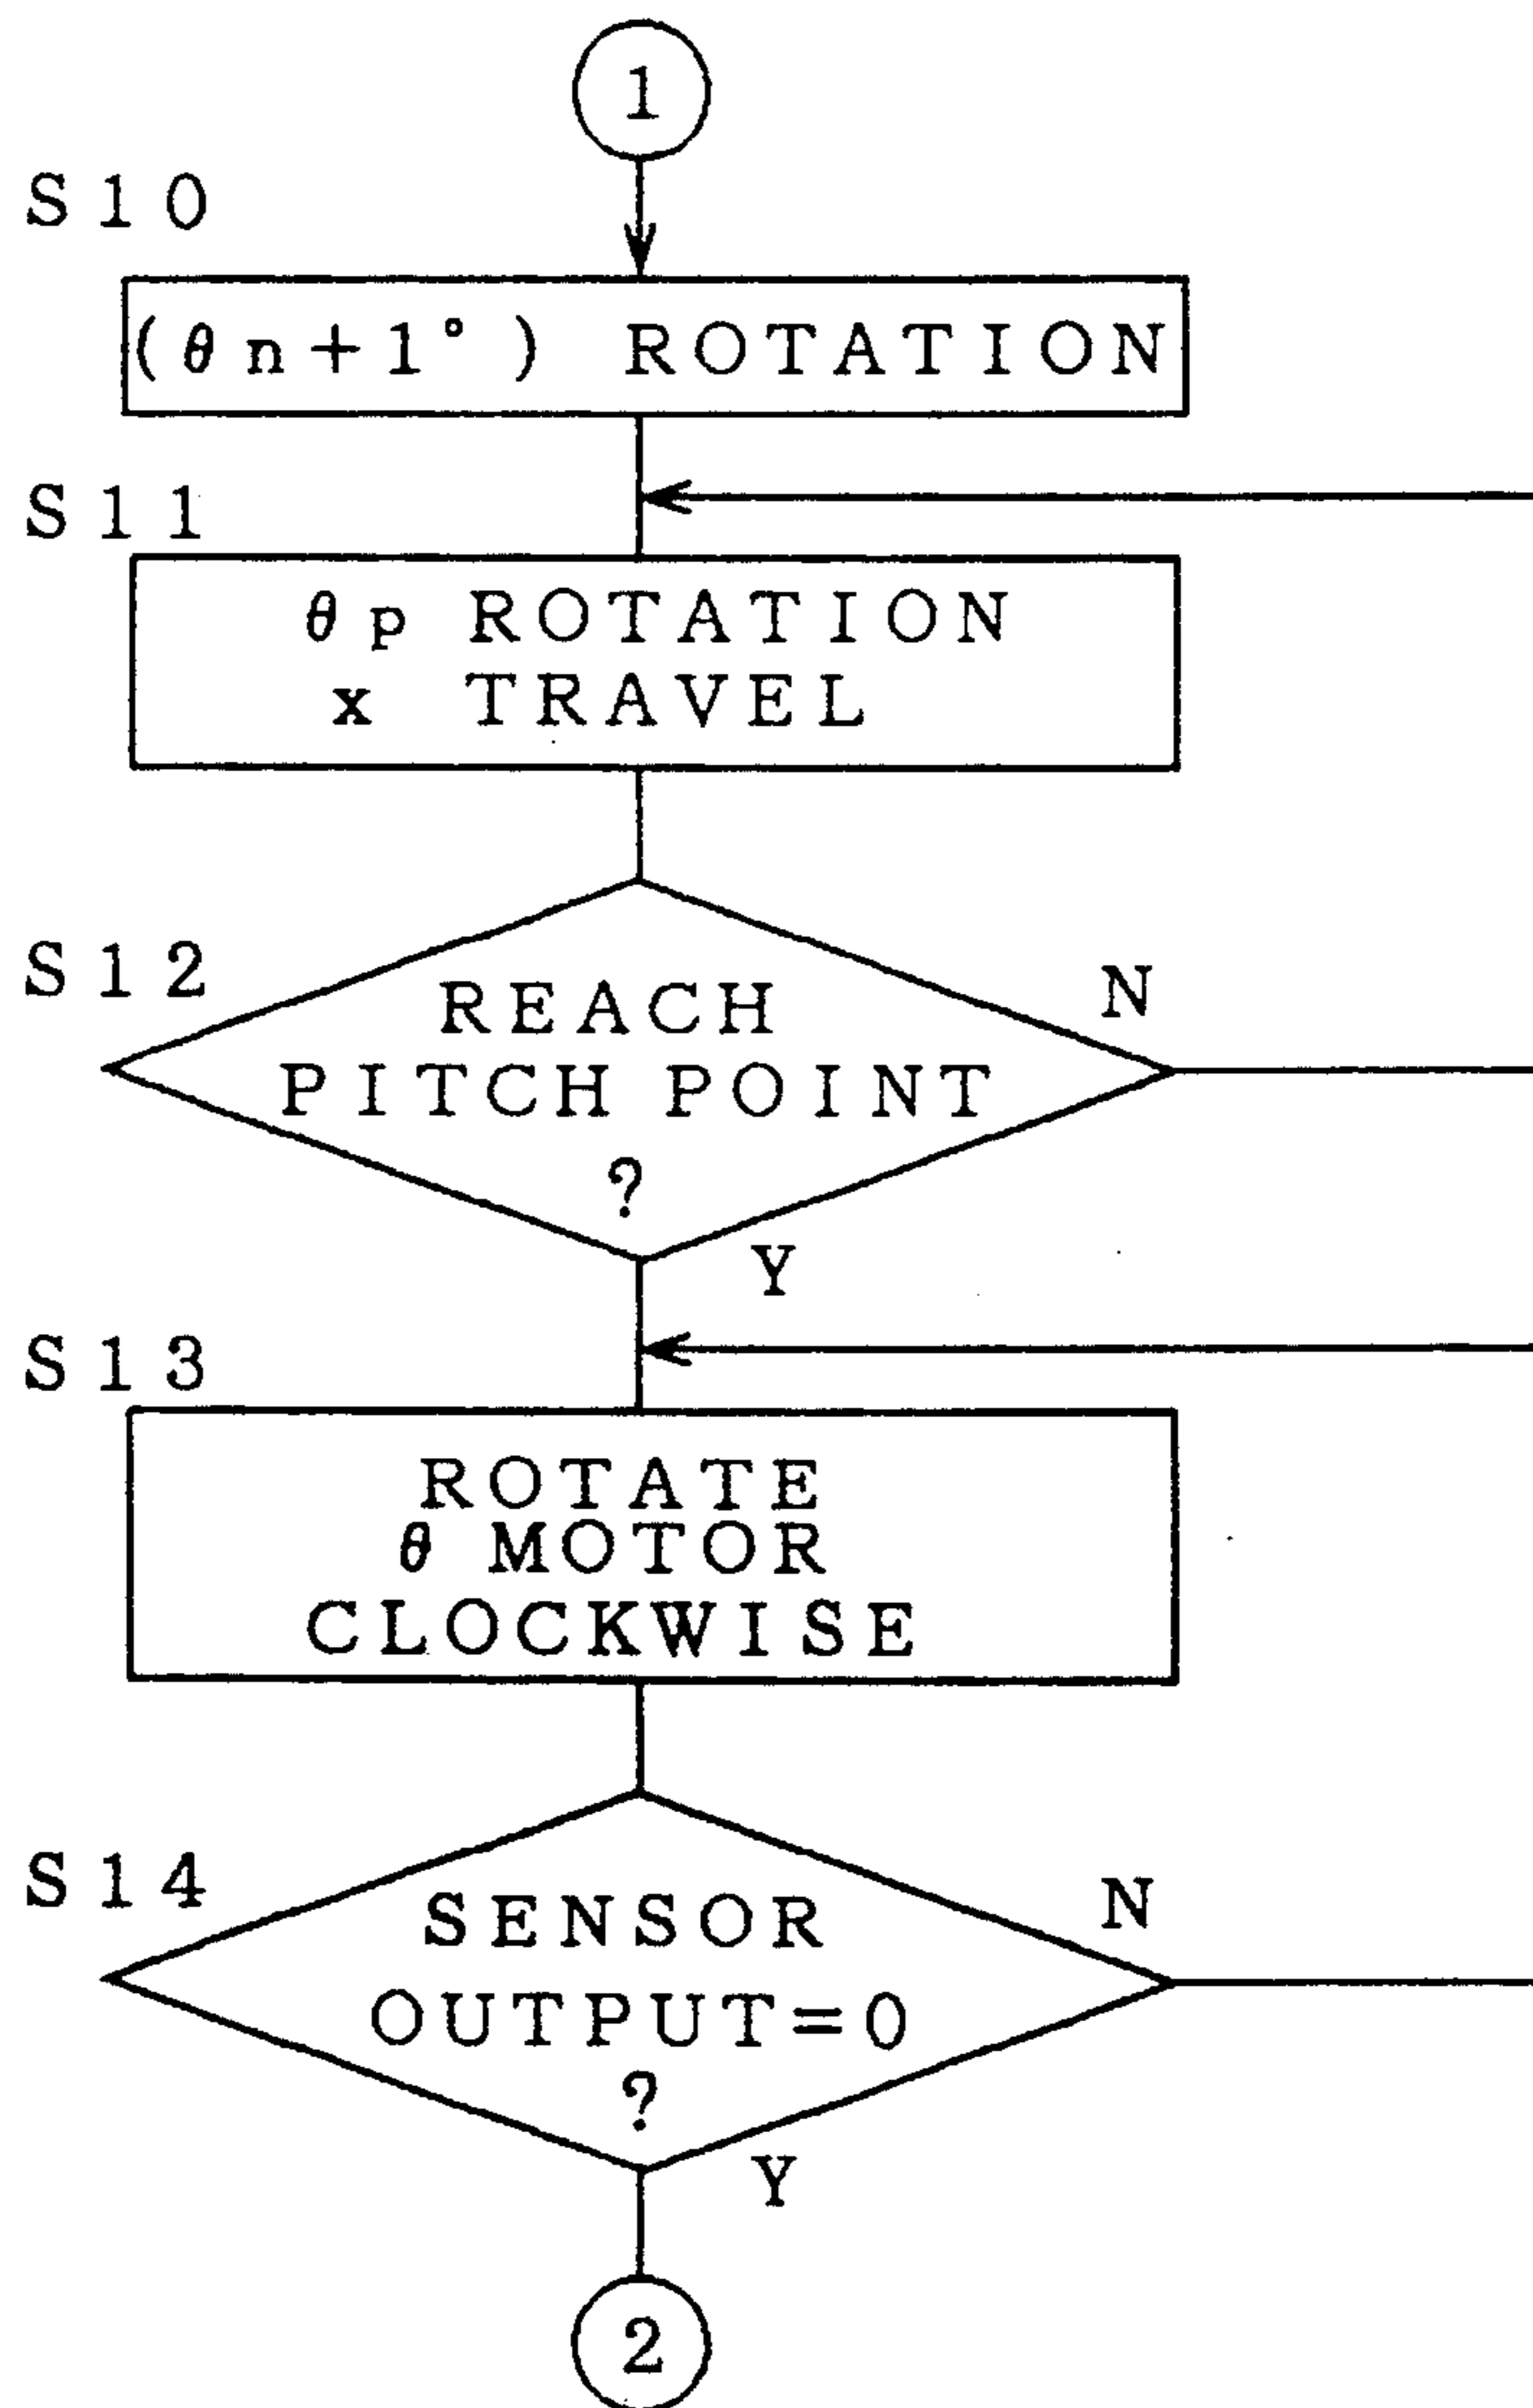 1
S10
(θn+1°) ROTATION
S11
θp ROTATION
x TRAVEL
S12
REACH
N
PITCH POINT
?
Y
S13
ROTATE
θ MOTOR
CLOCKWISE
S14
SENSOR
N
OUTPUT=0
?
Y
2